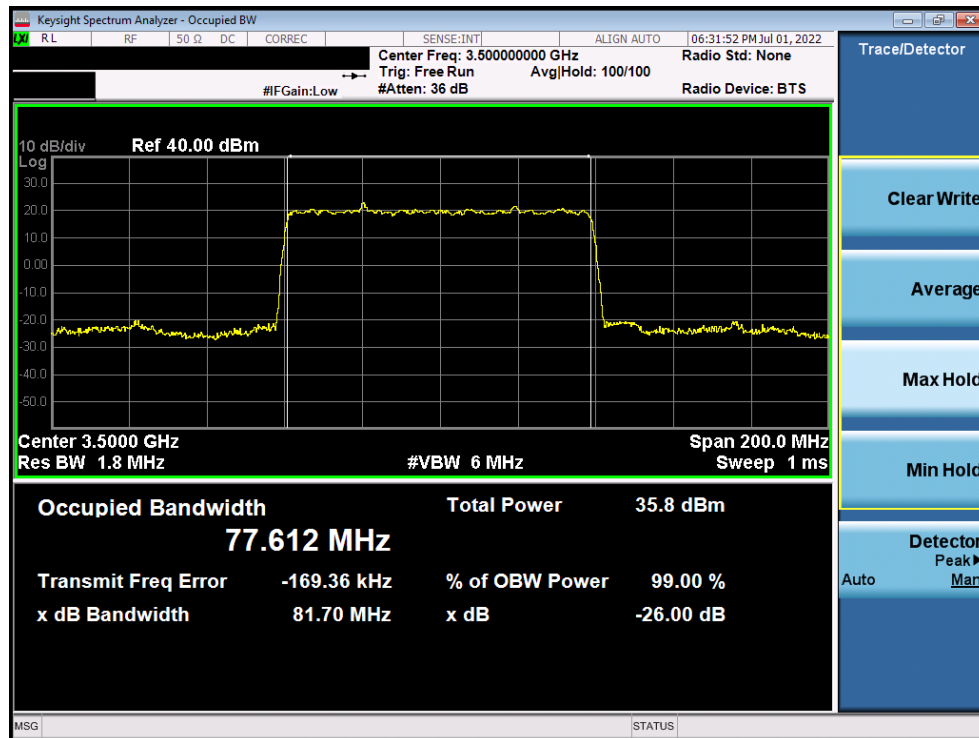 Keysight Spectrum Analyzer - Occupied BW
LXI RL RF 50 Ω DC CORREC SENSE:INT ALIGN AUTO 06:31:52 PM Jul 01, 2022
Center Freq: 3.500000000 GHz Radio Std: None
Trig: Free Run Avg|Hold: 100/100
#IFGain:Low #Atten: 36 dB Radio Device: BTS
10 dB/div Ref 40.00 dBm
Log
30.0
20.0
10.0
0.00
-10.0
-20.0
-30.0
-40.0
-50.0
Center 3.5000 GHz Span 200.0 MHz
Res BW 1.8 MHz #VBW 6 MHz Sweep 1 ms
Occupied Bandwidth Total Power 35.8 dBm
77.612 MHz
Transmit Freq Error -169.36 kHz % of OBW Power 99.00 %
x dB Bandwidth 81.70 MHz x dB -26.00 dB
MSG STATUS
Trace/Detector
Clear Write
Average
Max Hold
Min Hold
Detector
Peak▶
Auto Man